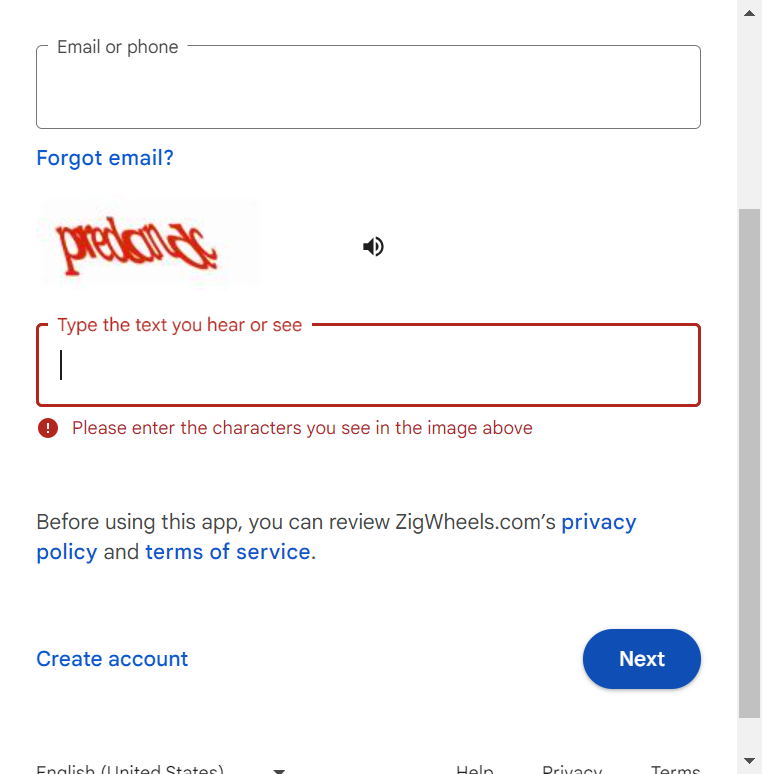 Email or phone
Forgot email?
Type the text you hear or see
Please enter the characters you see in the image above
Before using this app, you can review ZigWheels.com’s privacy
policy and terms of service.
Create account
Next
English (United States)
Help Privacy Terms